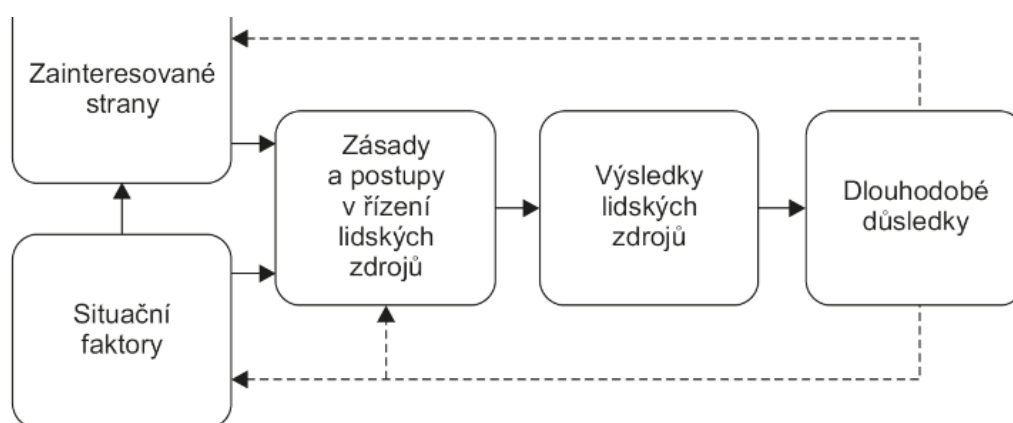 Zainteresované
strany
Zásady
a postupy
v řízení
lidských
zdrojů
Výsledky
lidských
zdrojů
Dlouhodobé
důsledky
Situační
faktory